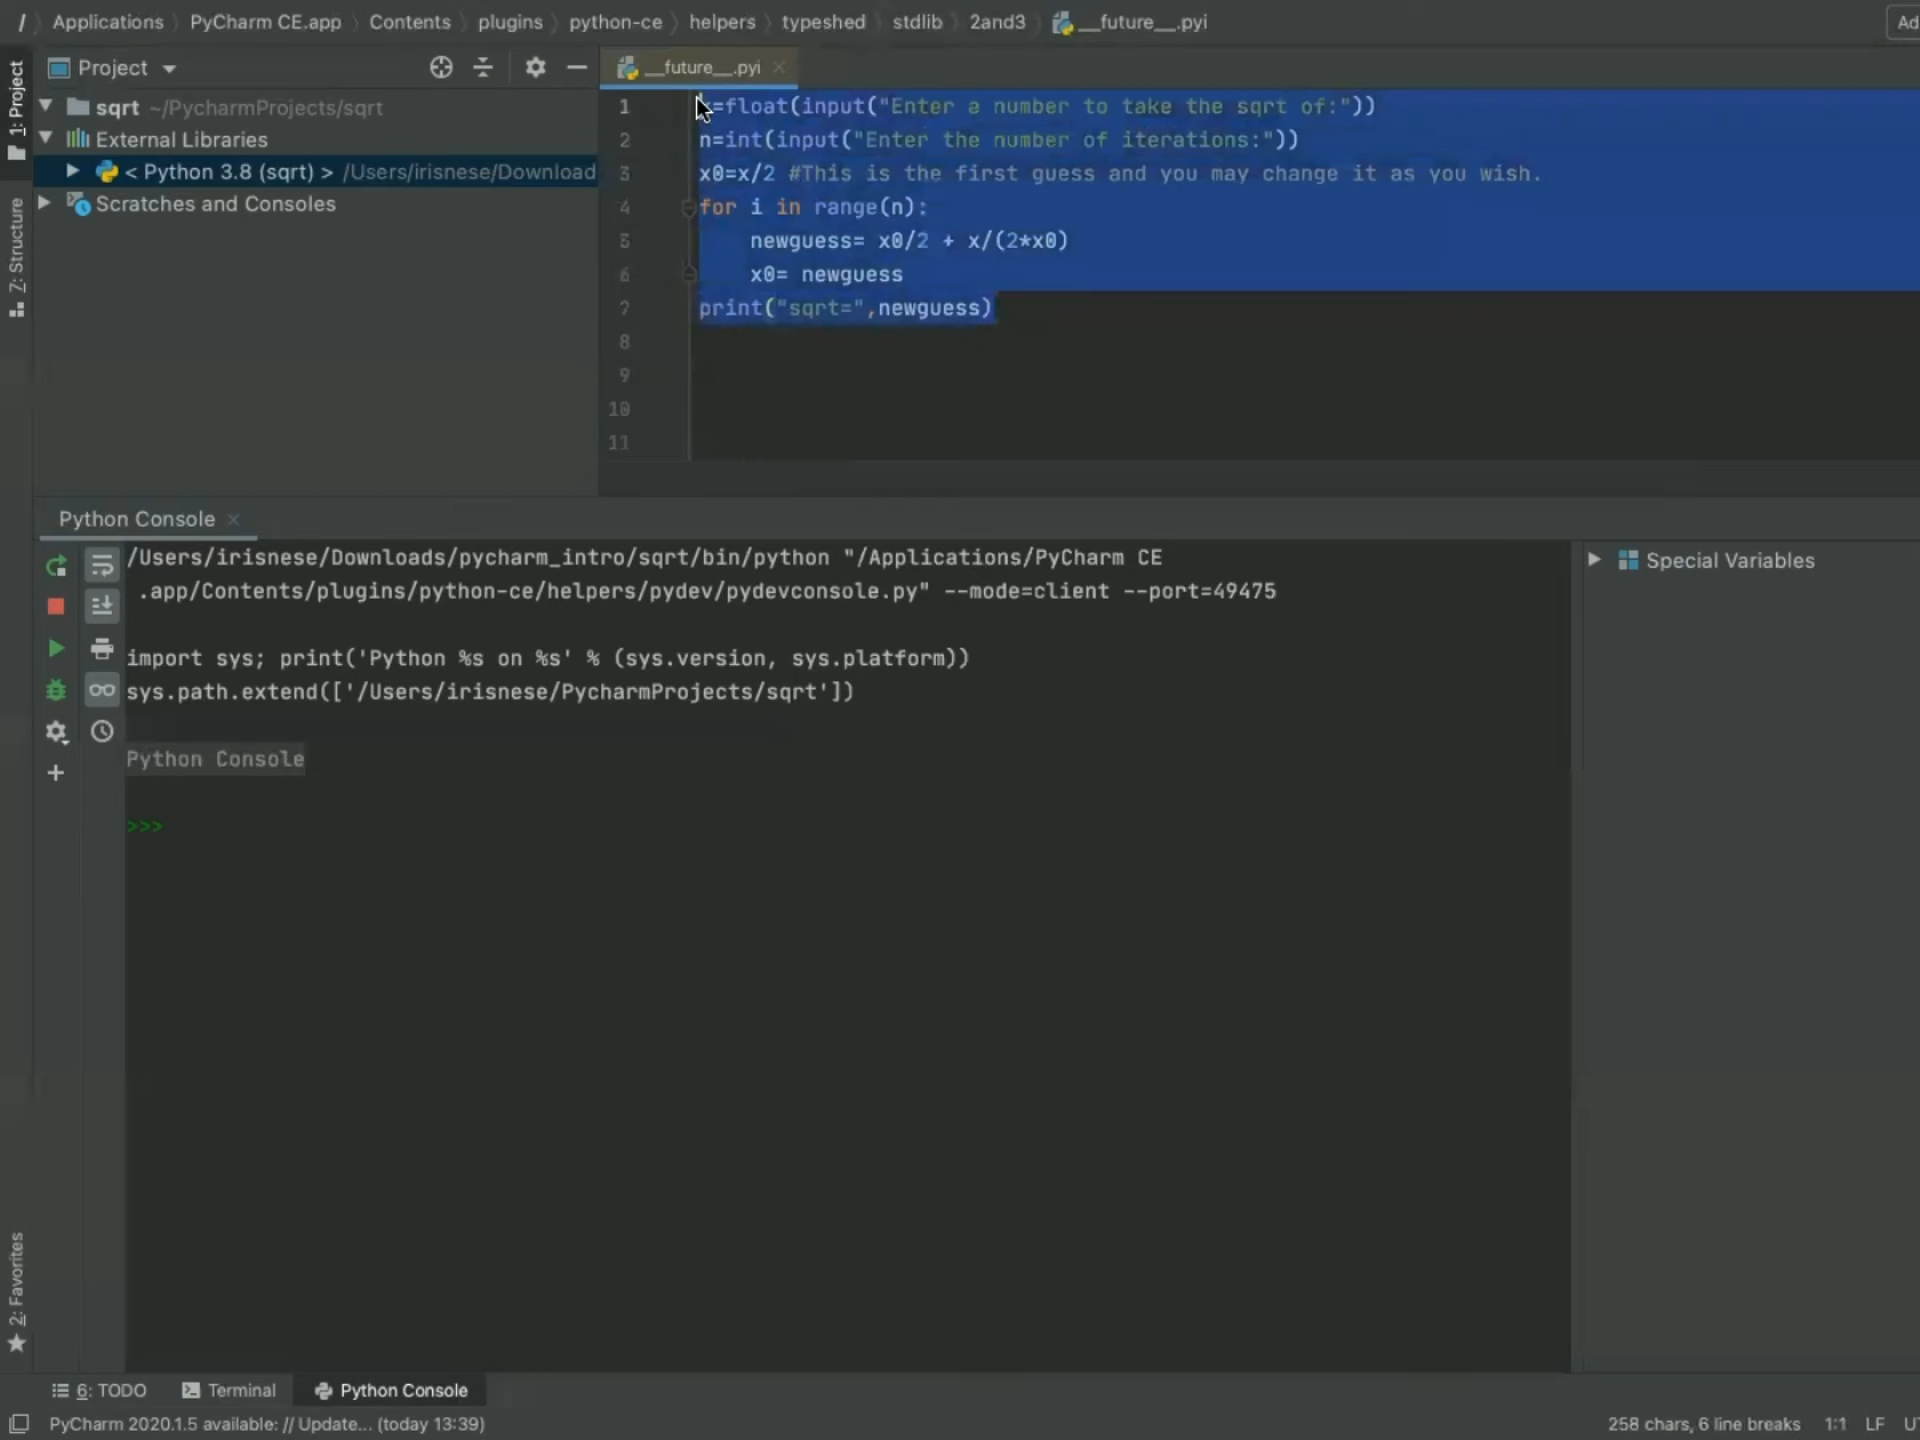 / Applications PyCharm CE.app Contents plugins python-ce helpers typeshed stdlib 2and3 __future__.pyi
Project
__future__.pyi
1: Project
7: Structure
2: Favorites
sqrt ~/PycharmProjects/sqrt
External Libraries
< Python 3.8 (sqrt) > /Users/irisnese/Download
Scratches and Consoles
1 x=float(input("Enter a number to take the sqrt of:"))
2 n=int(input("Enter the number of iterations:"))
3 x0=x/2 #This is the first guess and you may change it as you wish.
4 for i in range(n):
5 newguess= x0/2 + x/(2*x0)
6 x0= newguess
7 print("sqrt=",newguess)
8
9
10
11
Python Console
/Users/irisnese/Downloads/pycharm_intro/sqrt/bin/python "/Applications/PyCharm CE
.app/Contents/plugins/python-ce/helpers/pydev/pydevconsole.py" --mode=client --port=49475
import sys; print('Python %s on %s' % (sys.version, sys.platform))
sys.path.extend(['/Users/irisnese/PycharmProjects/sqrt'])
Python Console
>>>
Special Variables
6: TODO Terminal Python Console
PyCharm 2020.1.5 available: // Update... (today 13:39)
258 chars, 6 line breaks 1:1 LF